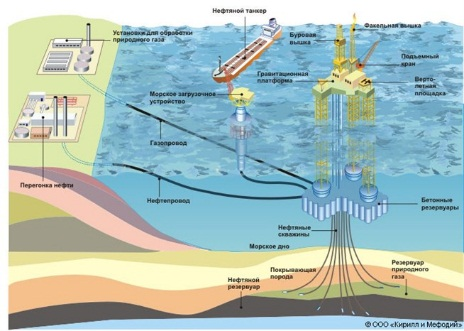 Нефтяной танкер
Факельная вышка
Установки для обработки
природного газа
Буровая
вышка
Подъемный
кран
Гравитационная
платформа
Верто-
летная
площадка
Морское загрузочное
устройство
Газопровод
Перегонка нефти
Нефтепровод
Бетонные
резервуары
Нефтяные
скважины
Морское дно
Нефтяной
резервуар
Покрывающая
порода
Резервуар
природного
газа
© ООО «Кирилл и Мефодий»